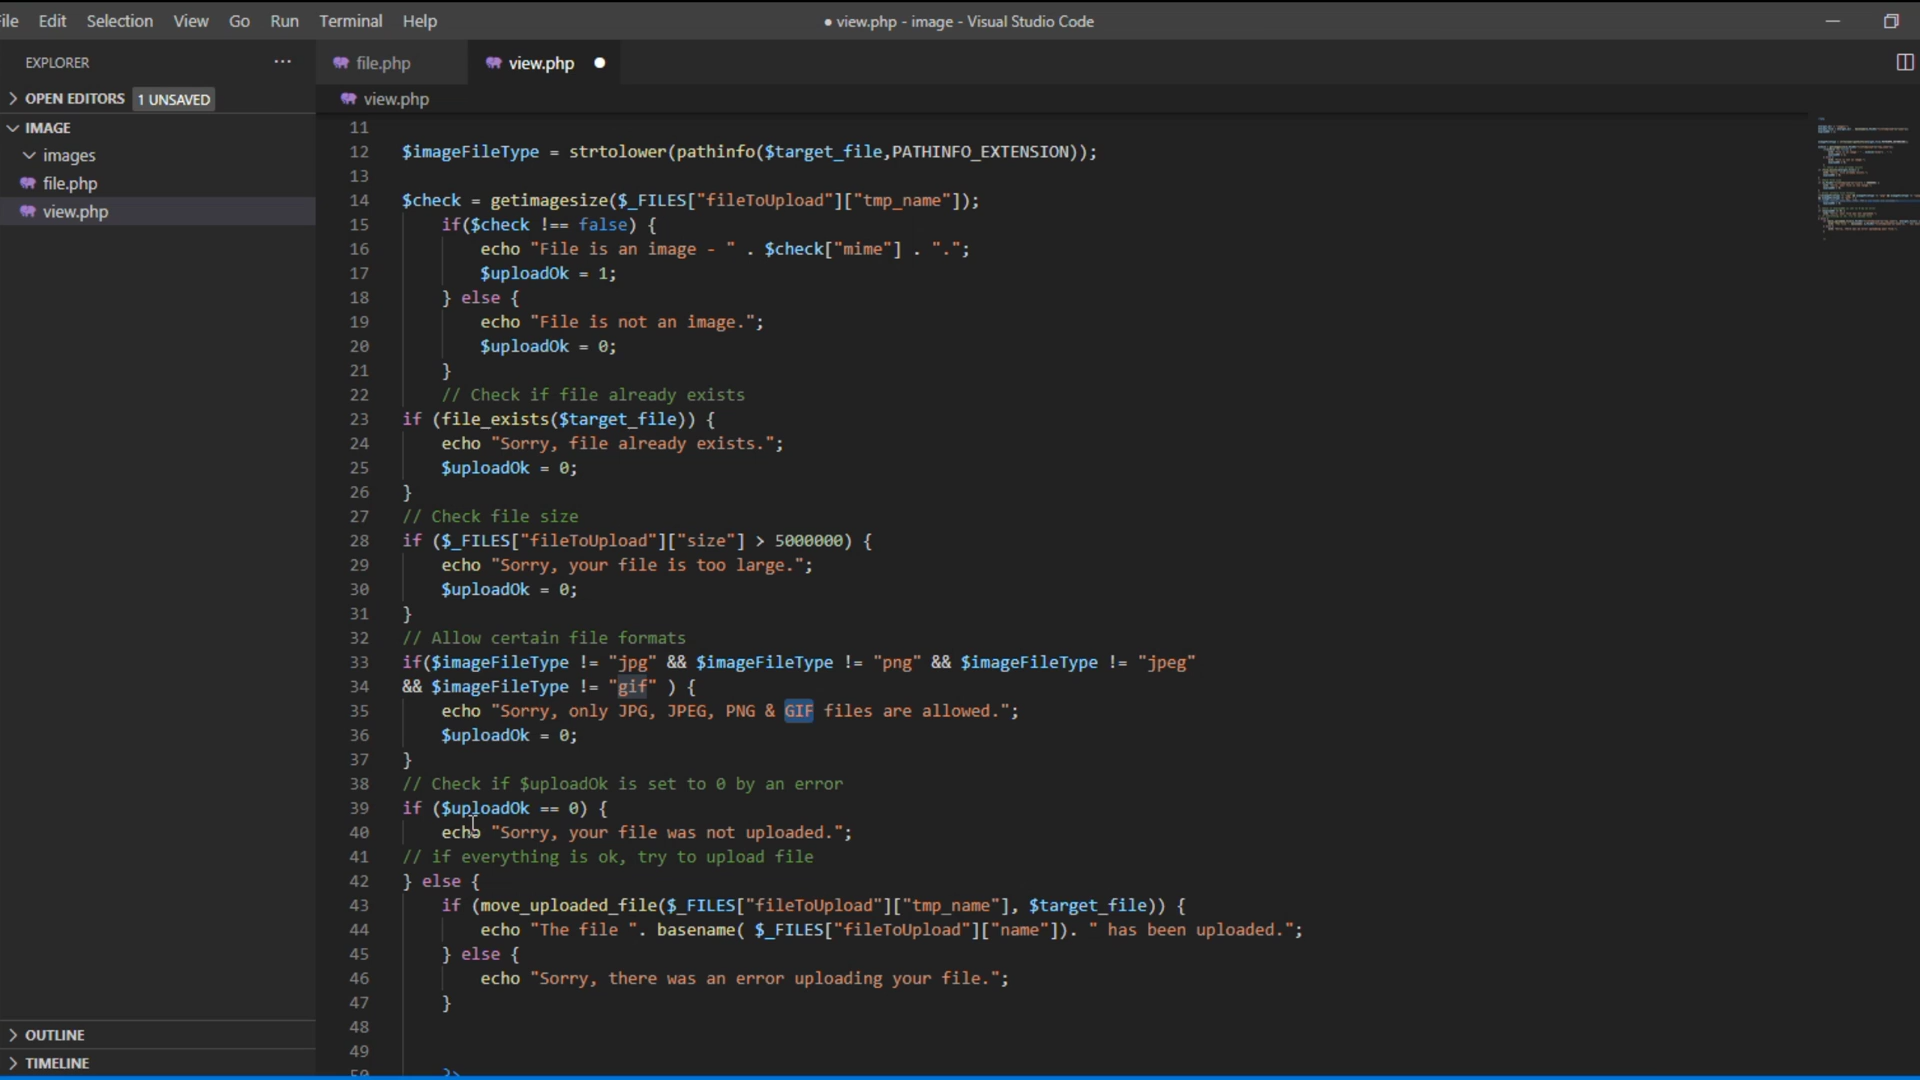 ile Edit Selection View Go Run Terminal Help
● view.php - image - Visual Studio Code
EXPLORER
OPEN EDITORS 1 UNSAVED
IMAGE
images
file.php
view.php
OUTLINE
TIMELINE
file.php view.php
view.php
11
12 $imageFileType = strtolower(pathinfo($target_file,PATHINFO_EXTENSION));
13
14 $check = getimagesize($_FILES["fileToUpload"]["tmp_name"]);
15 if($check !== false) {
16 echo "File is an image - " . $check["mime"] . ".";
17 $uploadOk = 1;
18 } else {
19 echo "File is not an image.";
20 $uploadOk = 0;
21 }
22 // Check if file already exists
23 if (file_exists($target_file)) {
24 echo "Sorry, file already exists.";
25 $uploadOk = 0;
26 }
27 // Check file size
28 if ($_FILES["fileToUpload"]["size"] > 5000000) {
29 echo "Sorry, your file is too large.";
30 $uploadOk = 0;
31 }
32 // Allow certain file formats
33 if($imageFileType != "jpg" && $imageFileType != "png" && $imageFileType != "jpeg"
34 && $imageFileType != "gif" ) {
35 echo "Sorry, only JPG, JPEG, PNG & GIF files are allowed.";
36 $uploadOk = 0;
37 }
38 // Check if $uploadOk is set to 0 by an error
39 if ($uploadOk == 0) {
40 echo "Sorry, your file was not uploaded.";
41 // if everything is ok, try to upload file
42 } else {
43 if (move_uploaded_file($_FILES["fileToUpload"]["tmp_name"], $target_file)) {
44 echo "The file ". basename( $_FILES["fileToUpload"]["name"]). " has been uploaded.";
45 } else {
46 echo "Sorry, there was an error uploading your file.";
47 }
48
49
50 ?>